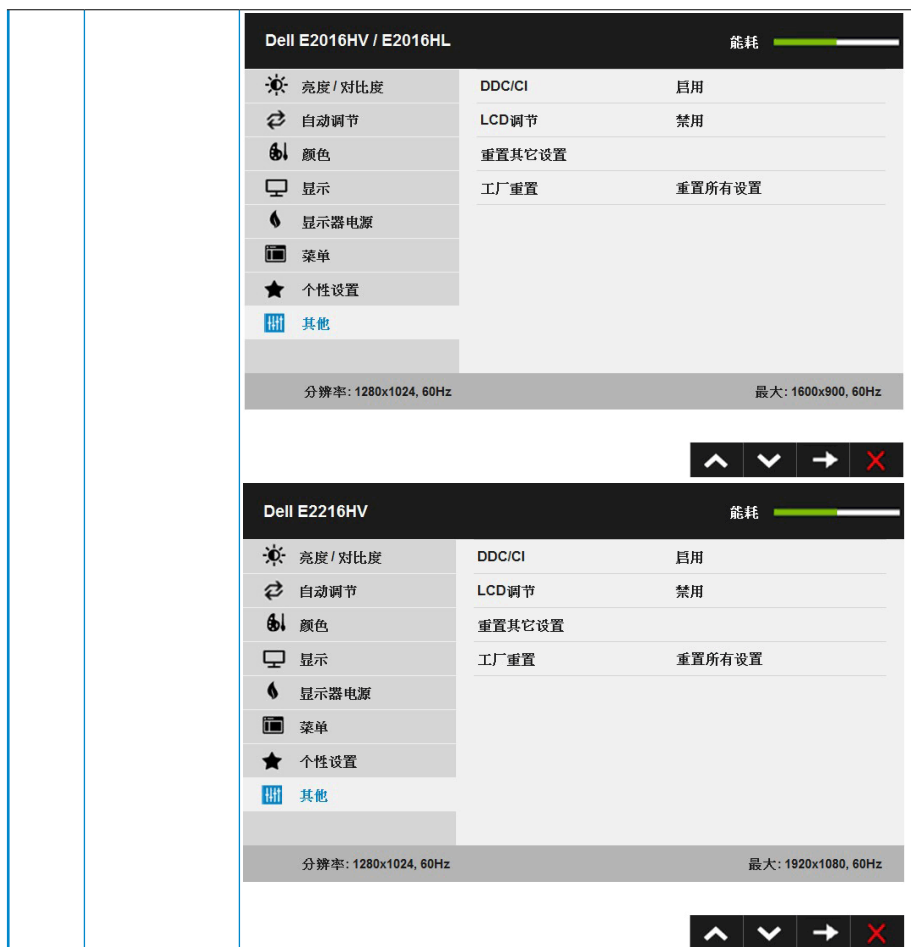 Dell E2016HV / E2016HL 能耗
亮度/对比度 DDC/CI 启用
自动调节 LCD调节 禁用
颜色 重置其它设置
显示 工厂重置 重置所有设置
显示器电源
菜单
个性设置
其他
分辨率: 1280x1024, 60Hz 最大: 1600x900, 60Hz
Dell E2216HV 能耗
亮度/对比度 DDC/CI 启用
自动调节 LCD调节 禁用
颜色 重置其它设置
显示 工厂重置 重置所有设置
显示器电源
菜单
个性设置
其他
分辨率: 1280x1024, 60Hz 最大: 1920x1080, 60Hz